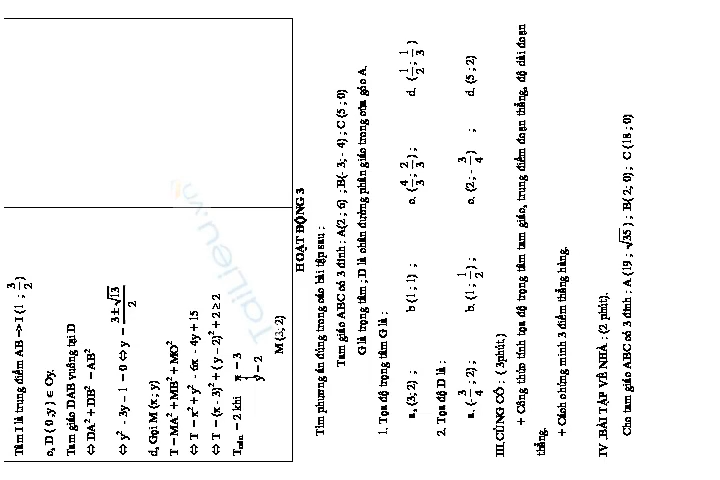 Tâm I là trung điểm AB –> I (1 ; 3/2)
c, D ( 0 ;y ) ∈ Oy.
Tam giác DAB vuông tại D
⇔ DA² + DB² = AB²
⇔ y² - 3y – 1 = 0 ⇔ y = (3±√13)/2
d, Gọi M (x ; y)
T = MA² + MB² + MO²
⇔ T = x² + y² - 6x - 4y + 15
⇔ T = (x - 3)² + ( y – 2)² + 2 ≥ 2
Tmin = 2 khi x = 3
y = 2
M (3, 2)
HOẠT ĐỘNG 3
Tìm phương án đúng trong các bài tập sau :
Tam giác ABC có 3 đỉnh : A(2 ; 6) ; B(- 3; - 4) ; C (5 ; 0)
G là trọng tâm ; D là chân đường phân giác trong của góc A.
1. Tọa độ trọng tâm G là :
a, (3; 2) ; b (1 ; 1) ; c, (4/3 ; 2/3) ; d. (1/2 ; 1/3)
2. Tọa độ D là ;
a. (- 3/4 ; 2) ; b, (1 ; 1/2) ; c, (2 ; - 3/4) ; d. (5 ; 2)
III,CỦNG CỐ : ( 3phút.)
+ Công thức tính tọa độ trọng tâm tam giác, trung điểm đoạn thẳng, độ dài đoạn
thẳng.
+ Cách chứng minh 3 điểm thẳng hàng.
IV .BÀI TẬP VỀ NHÀ : (2 phút).
Cho tam giác ABC có 3 đỉnh : A (19 ; √35 ) ; B( 2; 0) ; C (18 ; 0)
TaiLieu.vn